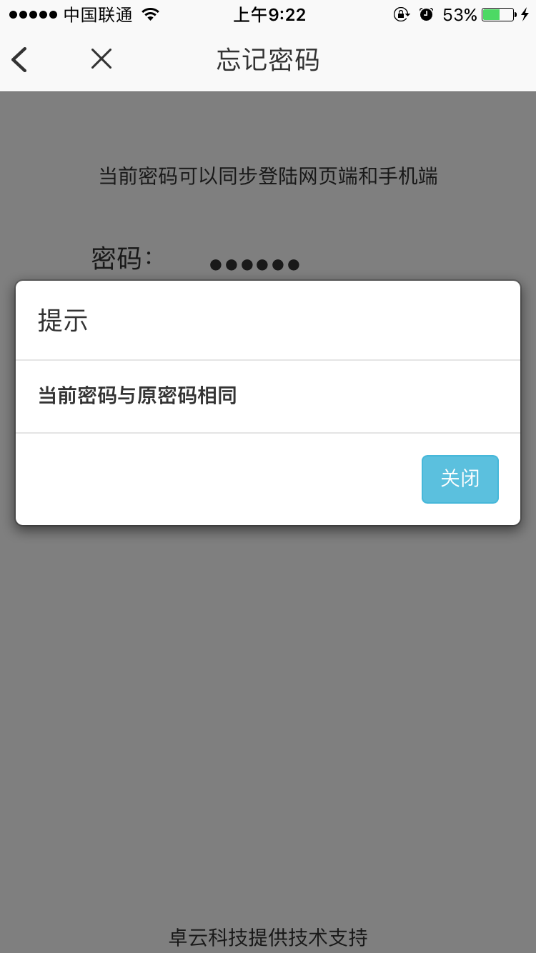 中国联通 上午9:22 53%
忘记密码
当前密码可以同步登陆网页端和手机端
密码： ●●●●●●
提示
当前密码与原密码相同
关闭
卓云科技提供技术支持